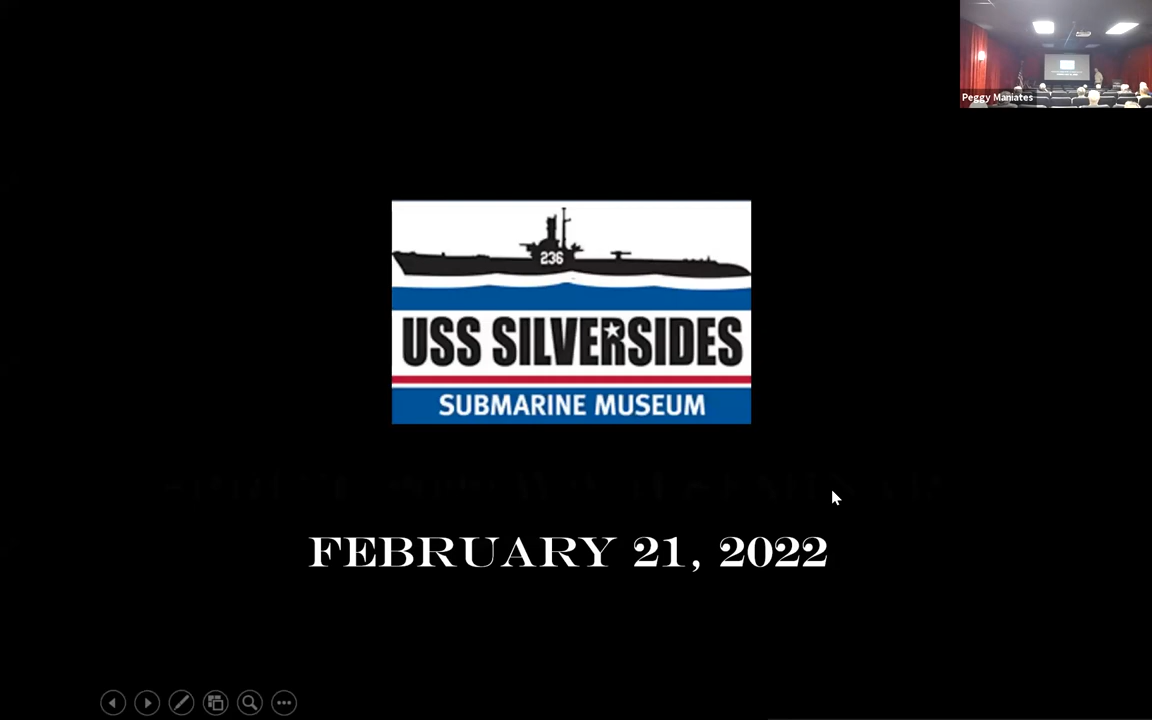 Peggy Maniates
236
USS SILVERSIDES
SUBMARINE MUSEUM
FEBRUARY 21, 2022